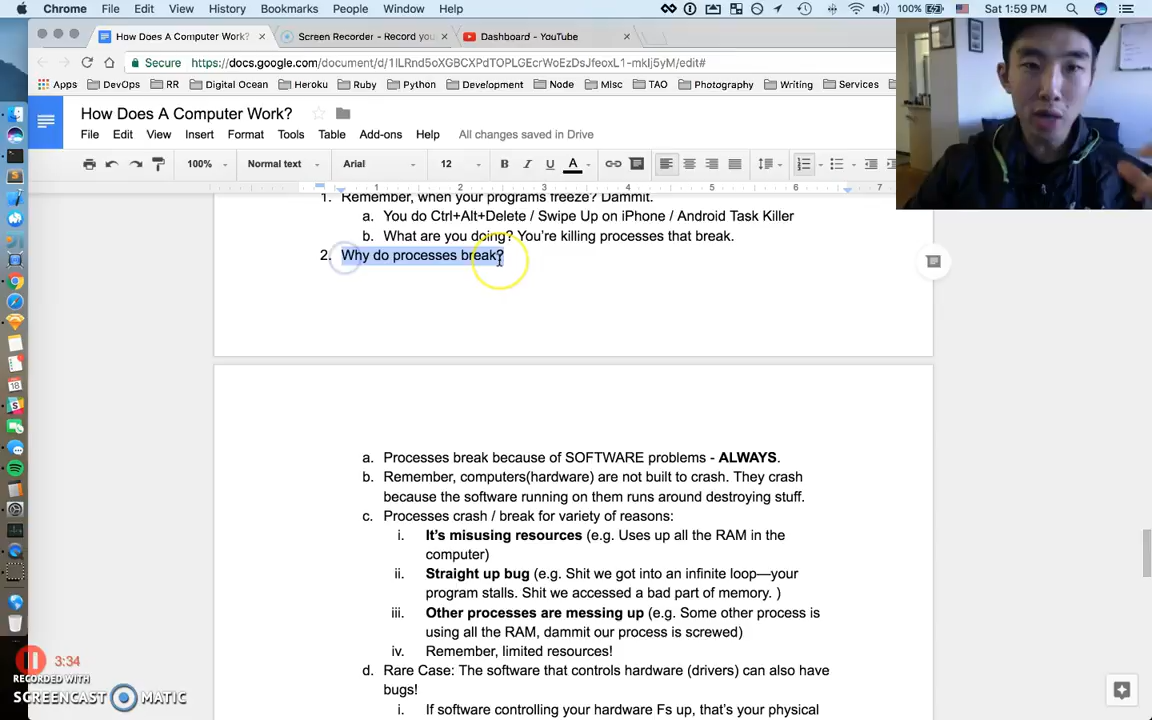 Chrome File Edit View History Bookmarks People Window Help 100% Sat 1:59 PM
How Does A Computer Work? Screen Recorder - Record you Dashboard - YouTube
Secure https://docs.google.com/document/d/
Apps DevOps RR Digital Ocean Heroku Ruby Python Development Node Misc TAO Photography Writing Services
How Does A Computer Work?
File Edit View Insert Format Tools Table Add-ons Help All changes saved in Drive
100% Normal text Arial 12 B I U A
1 2 3 4 5 6 7
1. Remember, when your programs freeze? Dammit.
a. You do Ctrl+Alt+Delete / Swipe Up on iPhone / Android Task Killer
b. What are you doing? You're killing processes that break.
2. Why do processes break?
a. Processes break because of SOFTWARE problems - ALWAYS.
b. Remember, computers(hardware) are not built to crash. They crash
because the software running on them runs around destroying stuff.
c. Processes crash / break for variety of reasons:
i. It's misusing resources (e.g. Uses up all the RAM in the
computer)
ii. Straight up bug (e.g. Shit we got into an infinite loop—your
program stalls. Shit we accessed a bad part of memory. )
iii. Other processes are messing up (e.g. Some other process is
using all the RAM, dammit our process is screwed)
iv. Remember, limited resources!
d. Rare Case: The software that controls hardware (drivers) can also have
bugs!
i. If software controlling your hardware Fs up, that's your physical
3:34
RECORDED WITH
SCREENCAST MATIC